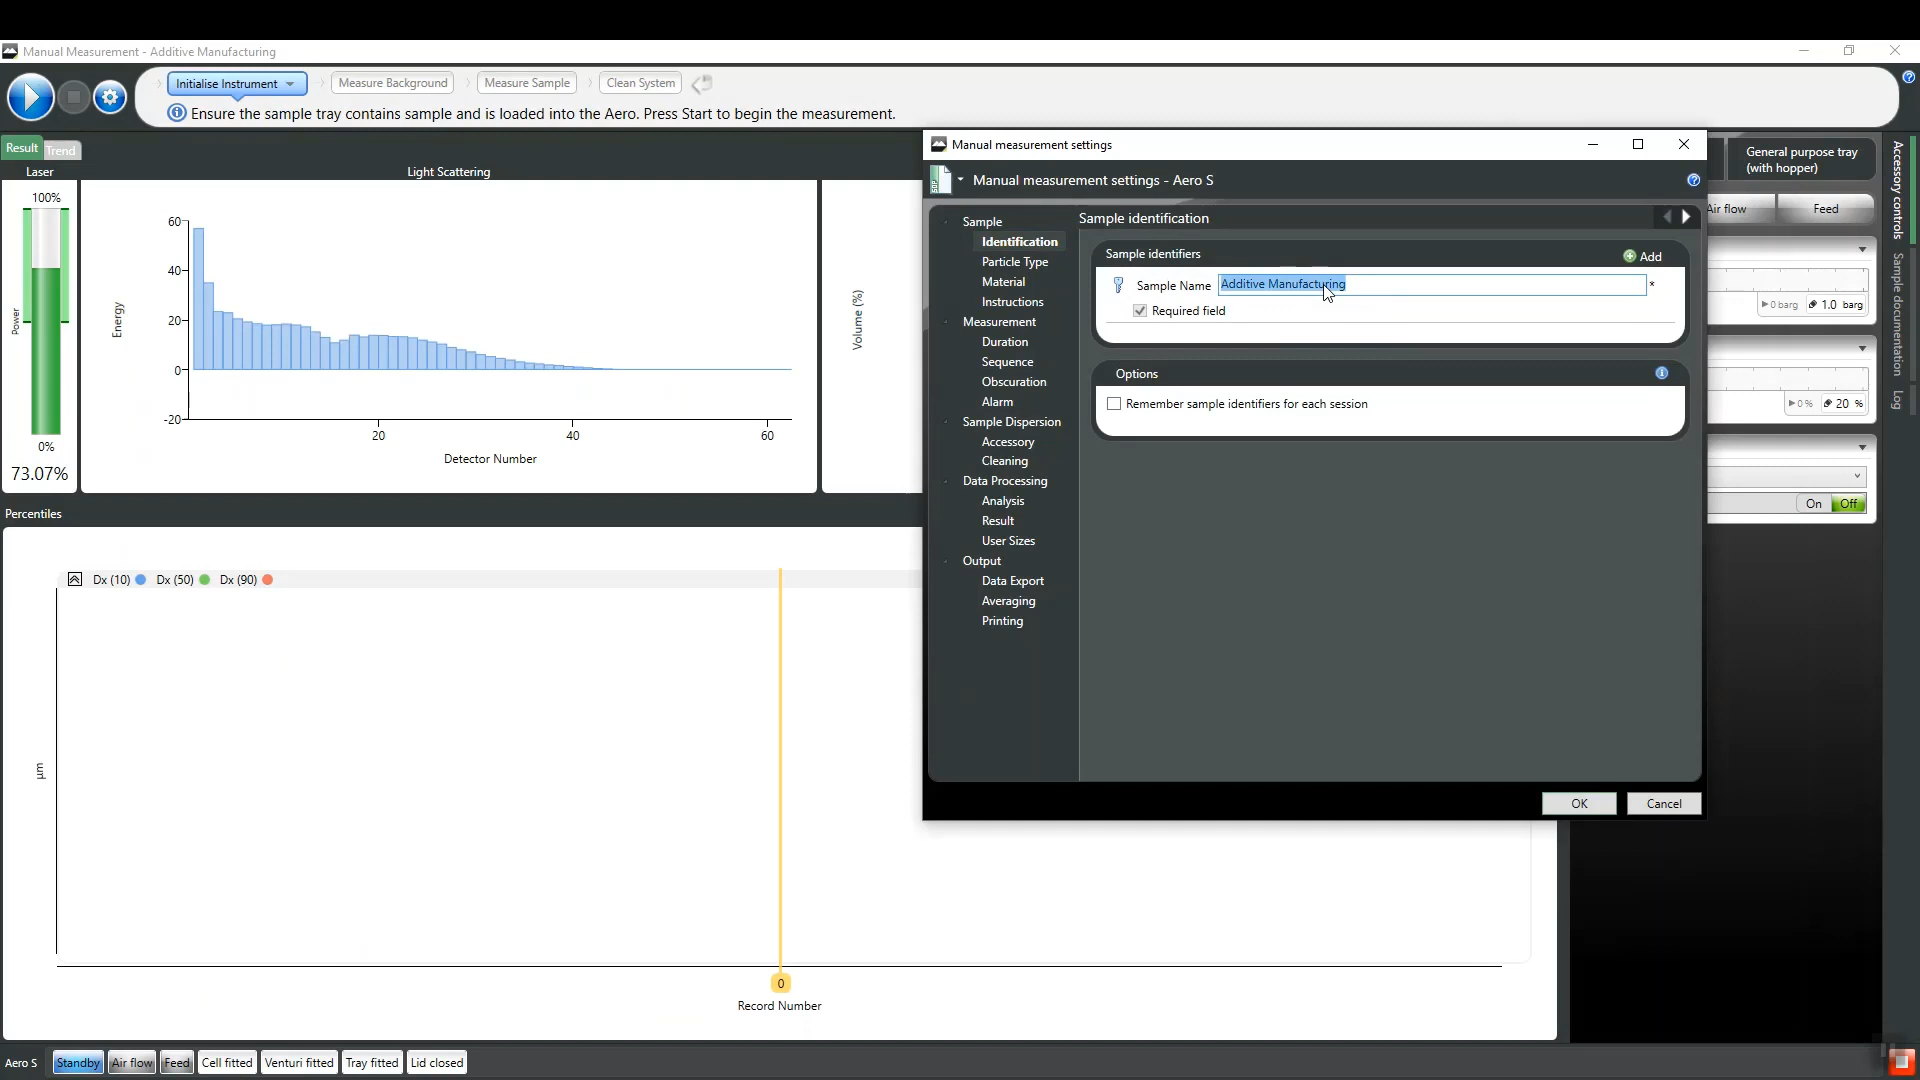 Manual Measurement - Additive Manufacturing
Initialise Instrument
Measure Background
Measure Sample
Clean System
Ensure the sample tray contains sample and is loaded into the Aero. Press Start to begin the measurement.
Result
Trend
Laser
Light Scattering
100%
Power
0%
73.07%
60
40
20
0
-20
Energy
20
40
60
Detector Number
Volume (%)
Percentiles
Dx (10)
Dx (50)
Dx (90)
µm
0
Record Number
Manual measurement settings
SOP
Manual measurement settings - Aero S
Sample
Identification
Particle Type
Material
Instructions
Measurement
Duration
Sequence
Obscuration
Alarm
Sample Dispersion
Accessory
Cleaning
Data Processing
Analysis
Result
User Sizes
Output
Data Export
Averaging
Printing
Sample identification
Sample identifiers
Add
Sample Name
Additive Manufacturing
*
Required field
Options
Remember sample identifiers for each session
OK
Cancel
General purpose tray
(with hopper)
Air flow
Feed
0 barg
1.0 barg
0 %
20 %
On
Off
Accessory controls
Sample documentation
Log
Aero S
Standby
Air flow
Feed
Cell fitted
Venturi fitted
Tray fitted
Lid closed